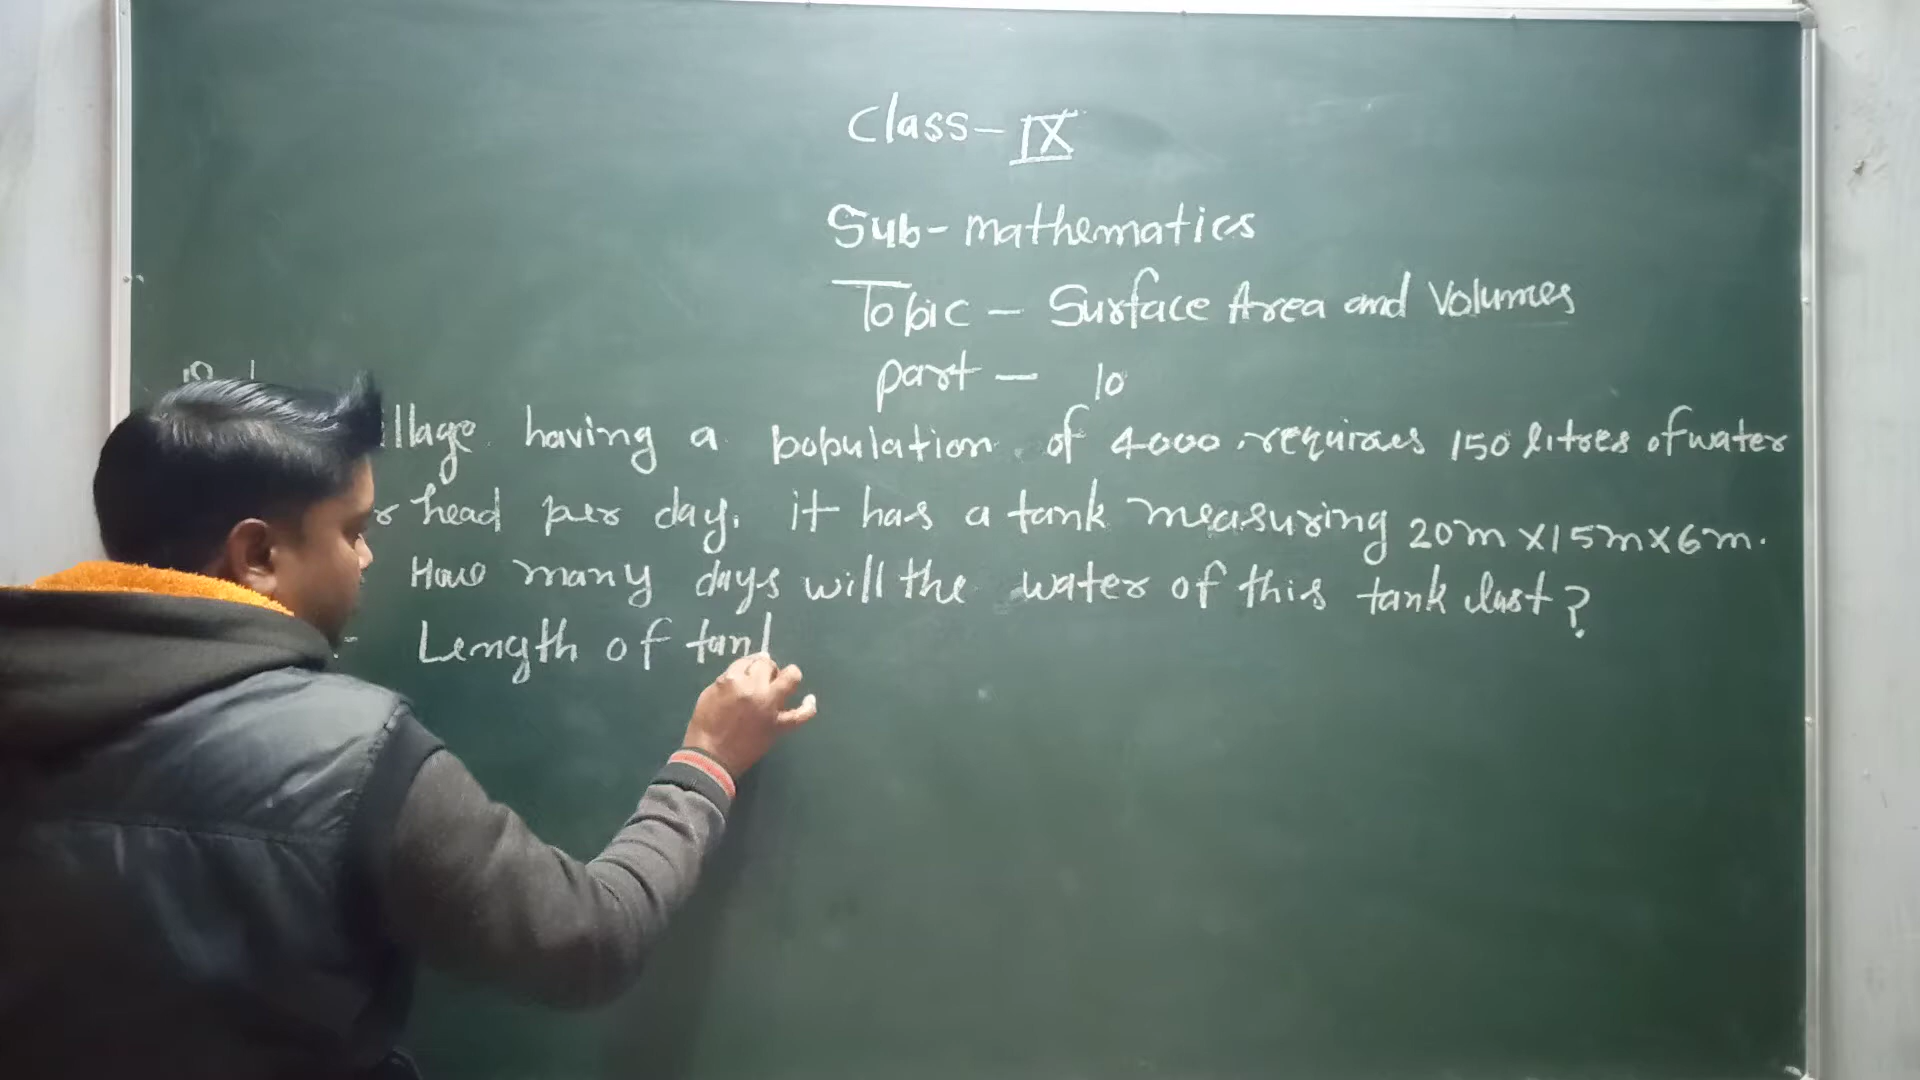 Class - IX
Sub - mathematics
Topic - Surface Area and Volumes
part - 10
having a population of 4000 requires 150 litres of water
head per day. it has a tank measuring 20m x 15m x 6m.
How many days will the water of this tank last?
Length of